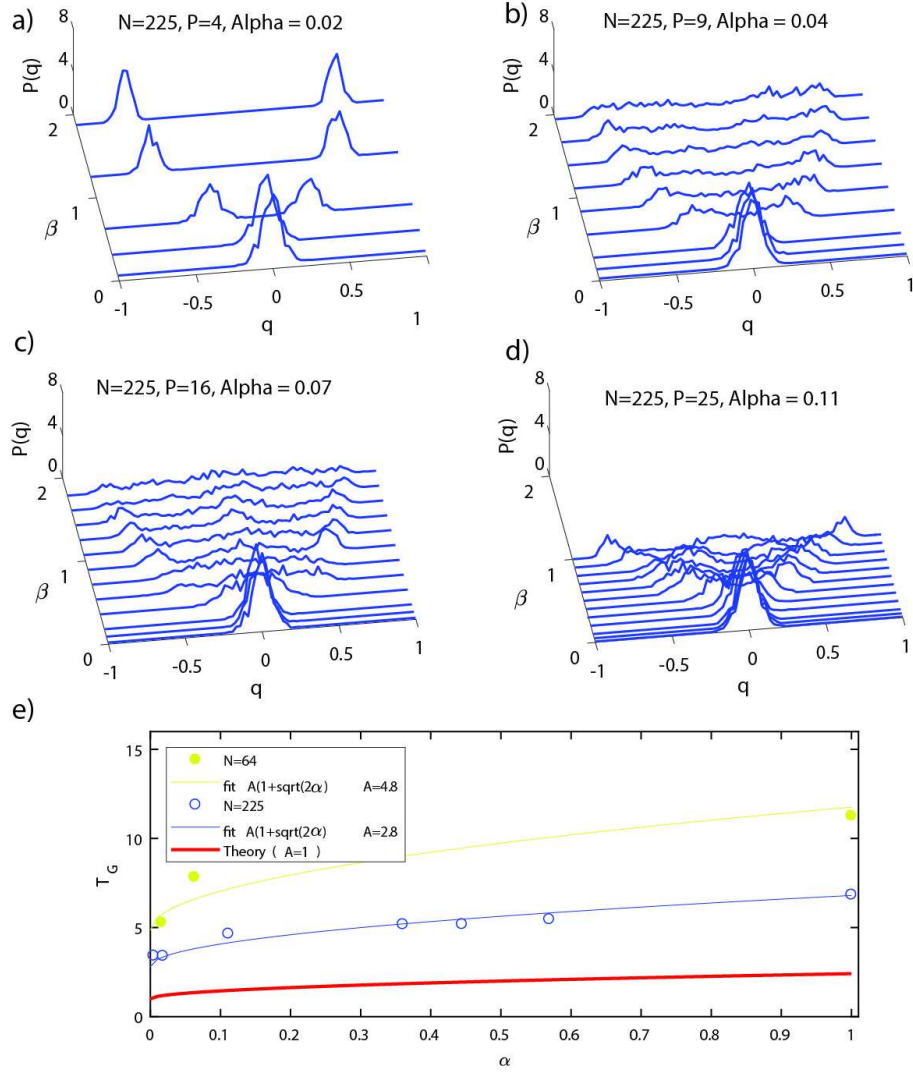 a)
N=225, P=4, Alpha = 0.02
8
4
0
P(q)
2
1
0
β
-1
-0.5
0
0.5
1
q
b)
N=225, P=9, Alpha = 0.04
8
4
0
P(q)
2
1
0
β
-1
-0.5
0
0.5
1
q
c)
N=225, P=16, Alpha = 0.07
8
4
0
P(q)
2
1
0
β
-1
-0.5
0
0.5
1
q
d)
N=225, P=25, Alpha = 0.11
8
4
0
P(q)
2
1
0
β
-1
-0.5
0
0.5
1
q
e)
15
10
5
0
T_G
N=64
fit A(1+sqrt(2α) A=4.8
N=225
fit A(1+sqrt(2α) A=2.8
Theory ( A=1 )
0 0.1 0.2 0.3 0.4 0.5 0.6 0.7 0.8 0.9 1
α